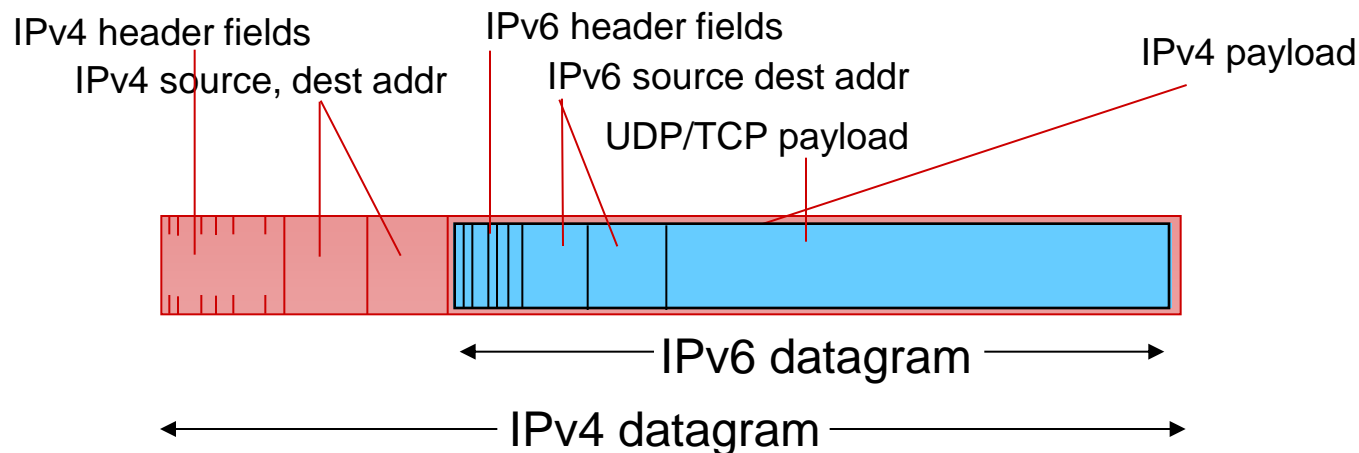 IPv4 header fields
IPv6 header fields
IPv4 payload
IPv4 source, dest addr
IPv6 source dest addr
UDP/TCP payload
IPv6 datagram
IPv4 datagram